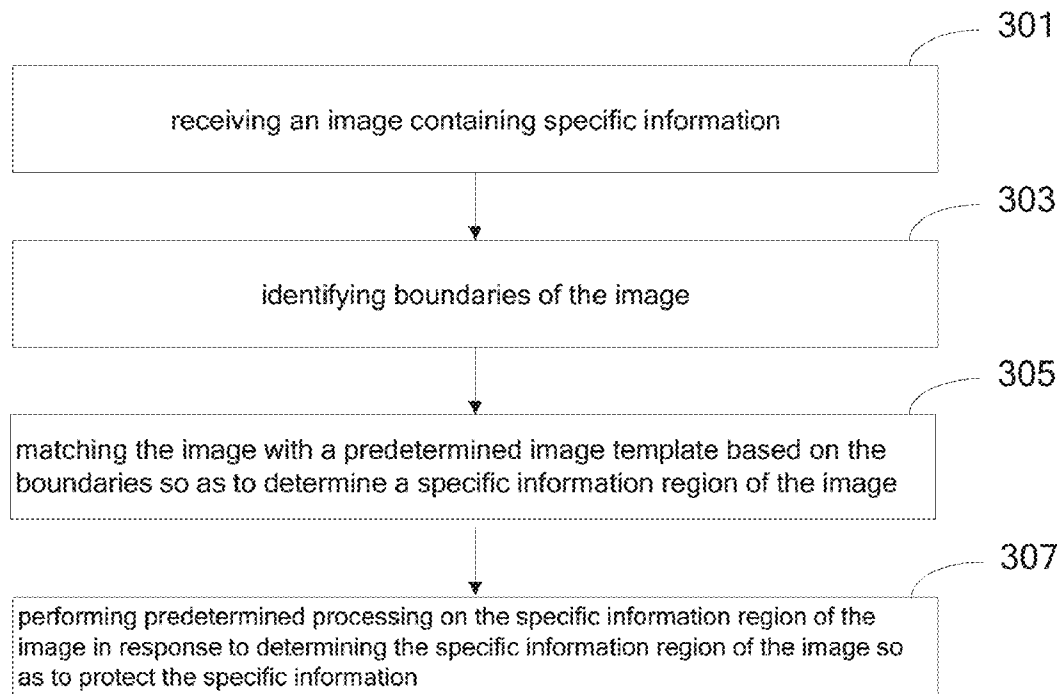 301
receiving an image containing specific information
303
identifying boundaries of the image
305
matching the image with a predetermined image template based on the
boundaries so as to determine a specific information region of the image
307
performing predetermined processing on the specific information region of the
image in response to determining the specific information region of the image so
as to protect the specific information